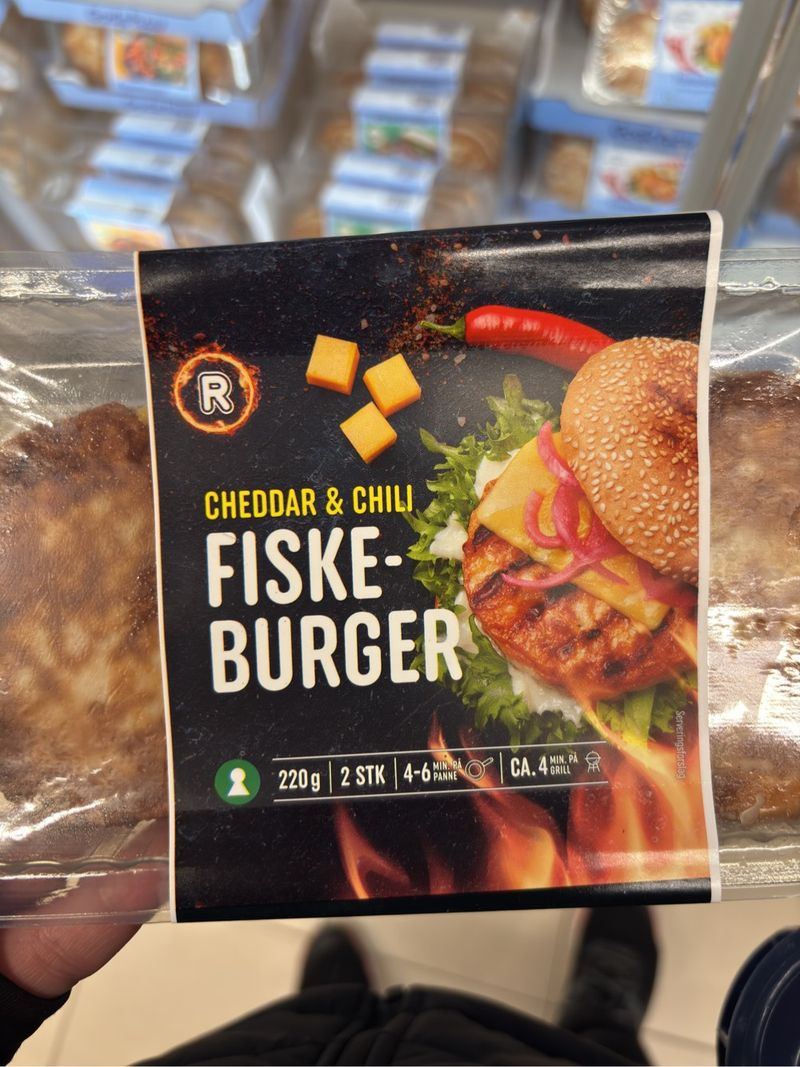 R
CHEDDAR & CHILI
FISKE-
BURGER
220g | 2 STK | 4-6 MIN. PÅ PANNE | CA. 4 MIN. PÅ GRILL
Serveringsforslag